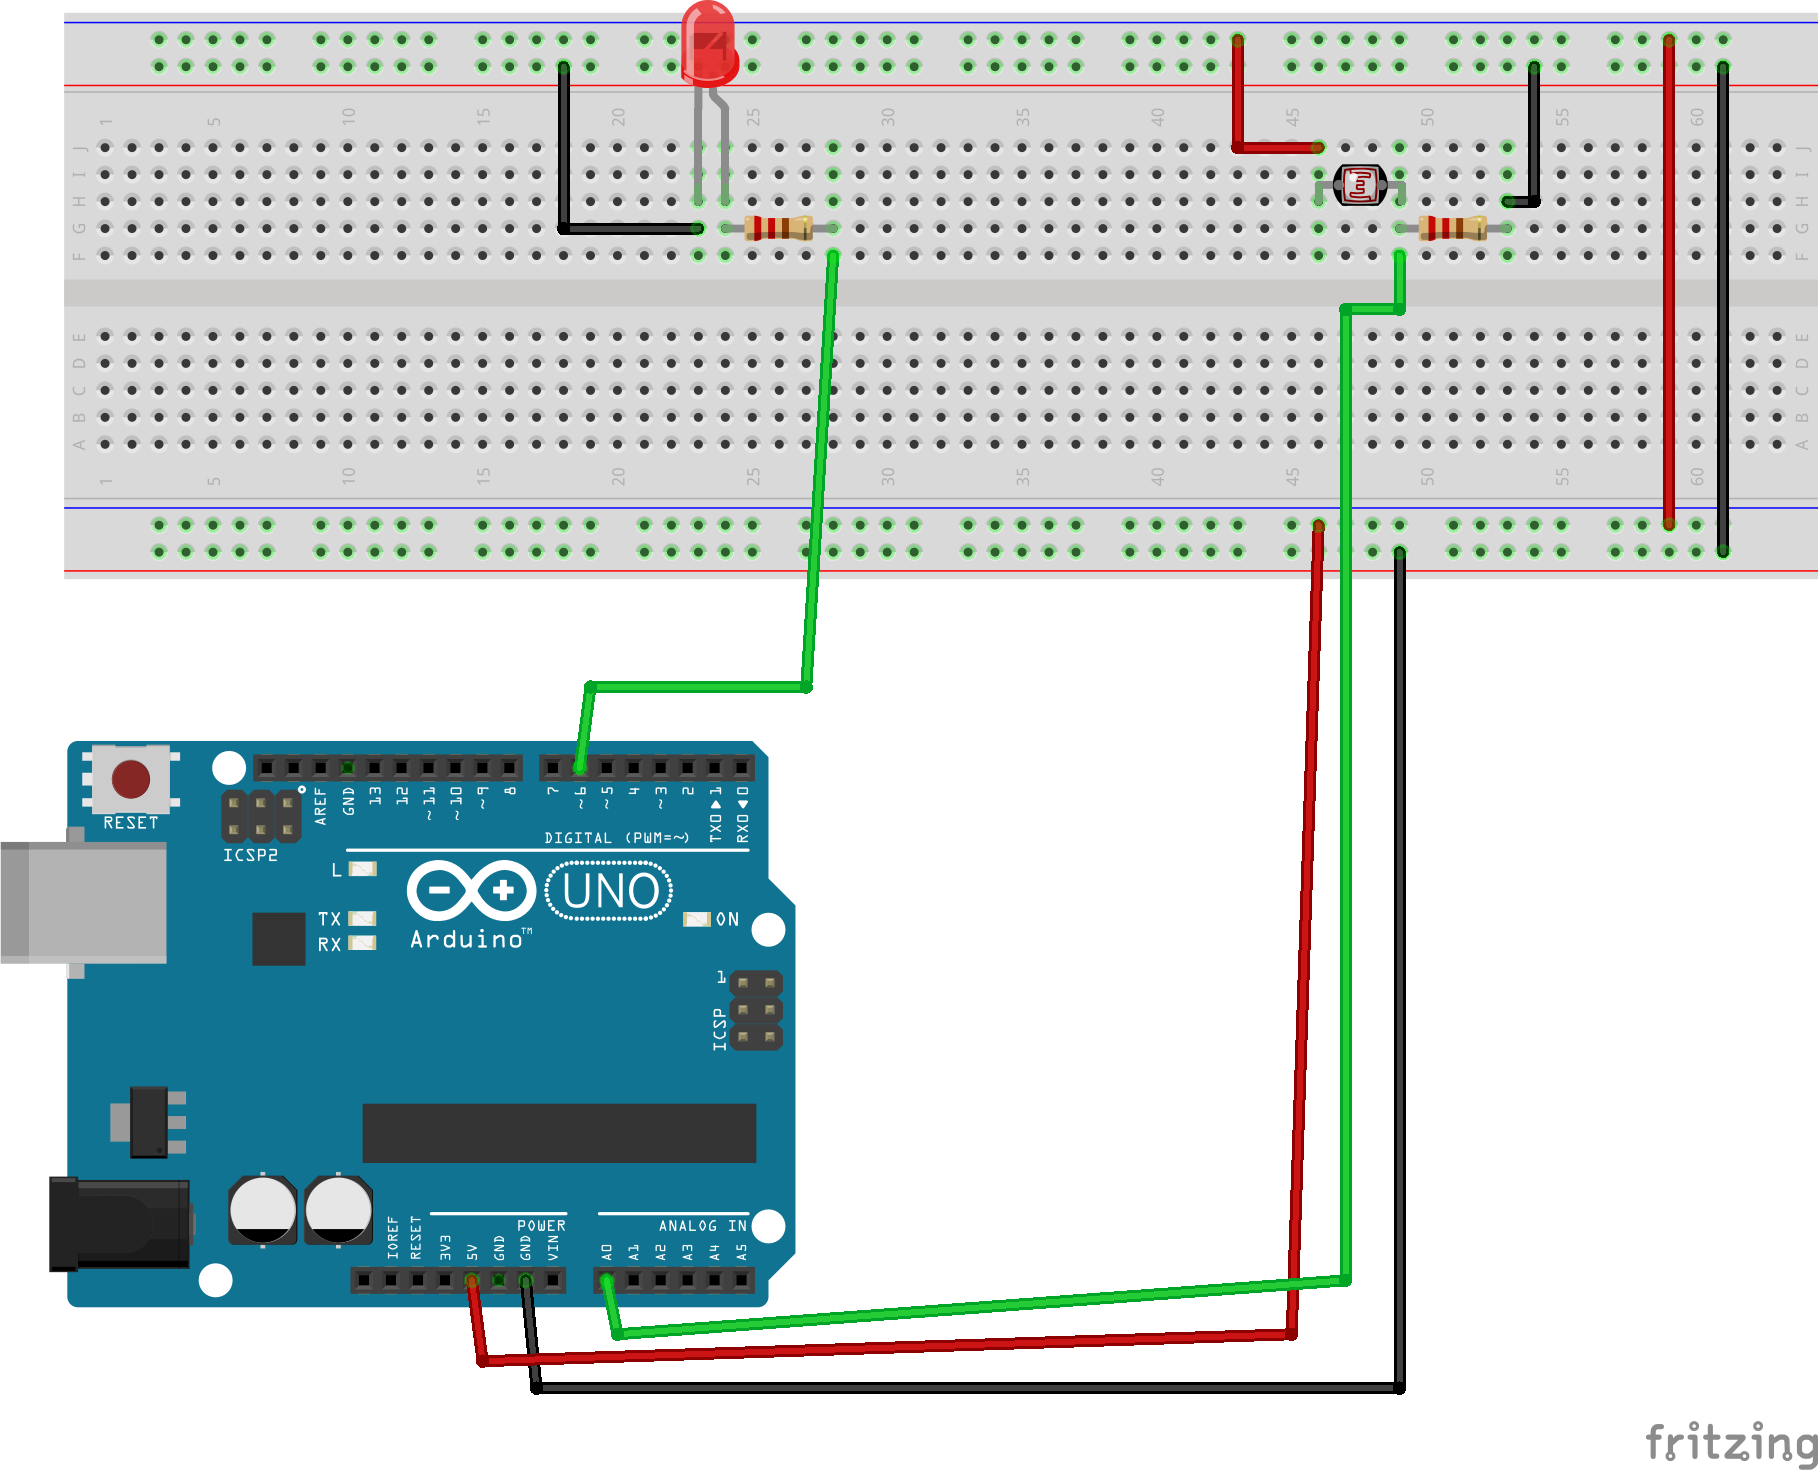 1 5 10 15 20 25 30 35 40 45 50 55 60
J J
I I
H H
G G
F F
E E
D D
C C
B B
A A
1 5 10 15 20 25 30 35 40 45 50 55 60
RESET
ICSP2
AREF GND 13 12 ~11 ~10 ~9 8 7 ~6 ~5 4 ~3 2 TX0▶1 RX0◀0
DIGITAL (PWM=~)
L
TX
RX
UNO
ON
Arduino™
1
ICSP
POWER
ANALOG IN
IOREF RESET 3V3 5V GND GND VIN A0 A1 A2 A3 A4 A5
fritzing